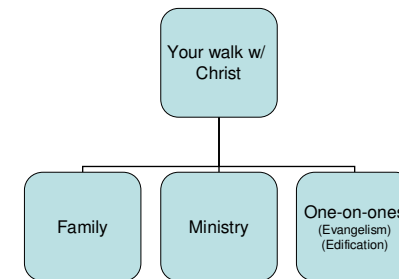 Your walk w/
Christ
Family
Ministry
One-on-ones
(Evangelism)
(Edification)